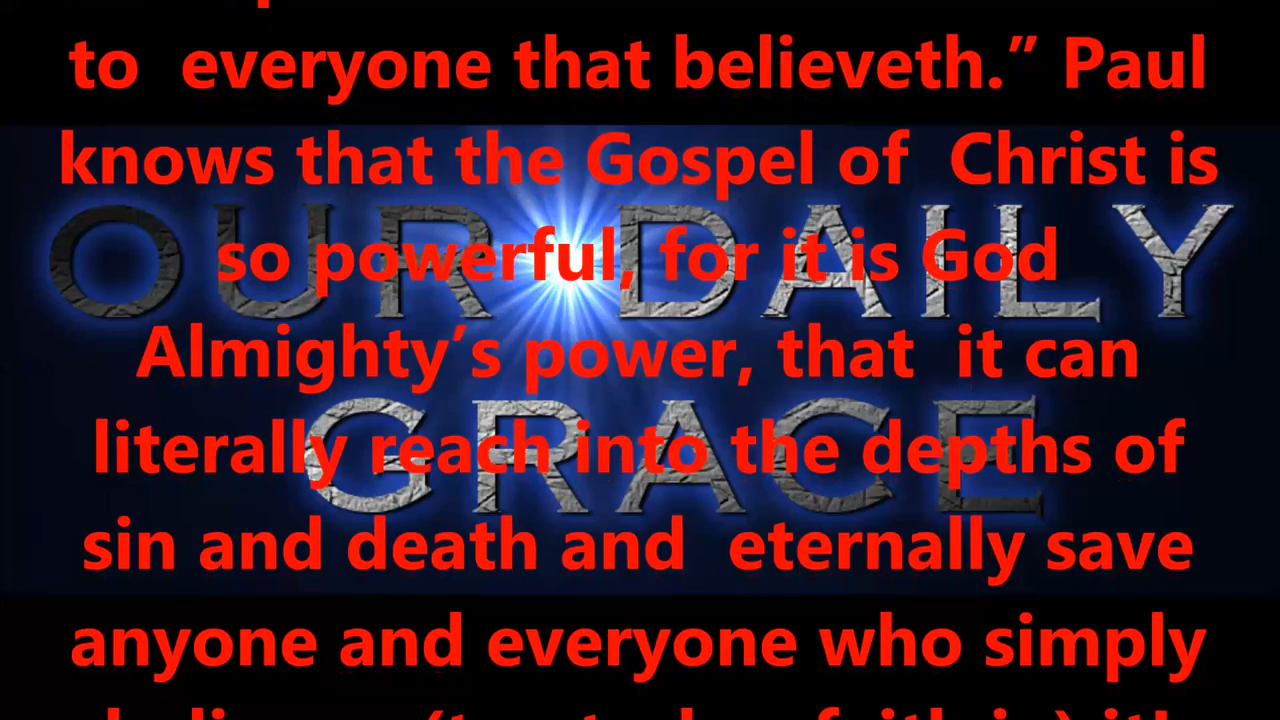 to everyone that believeth.” Paul
knows that the Gospel of Christ is
so powerful, for it is God
Almighty’s power, that it can
literally reach into the depths of
sin and death and eternally save
anyone and everyone who simply
OUR DAILY
GRACE